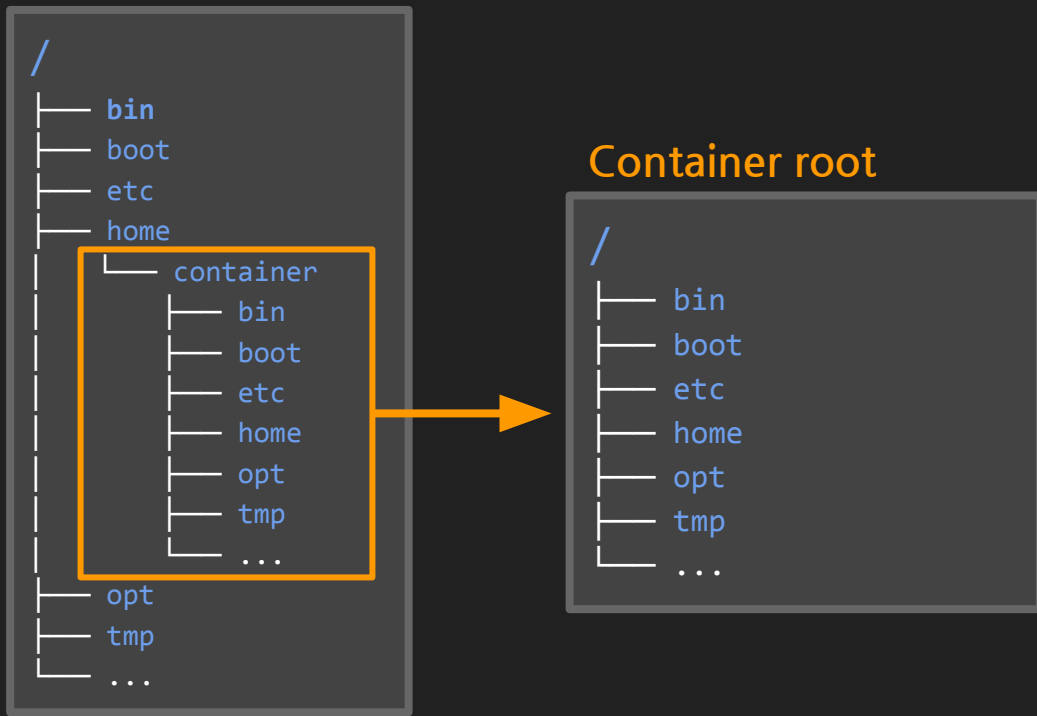 /
bin
boot
etc
home
container
bin
boot
etc
home
opt
tmp
...
opt
tmp
...
Container root
/
bin
boot
etc
home
opt
tmp
...